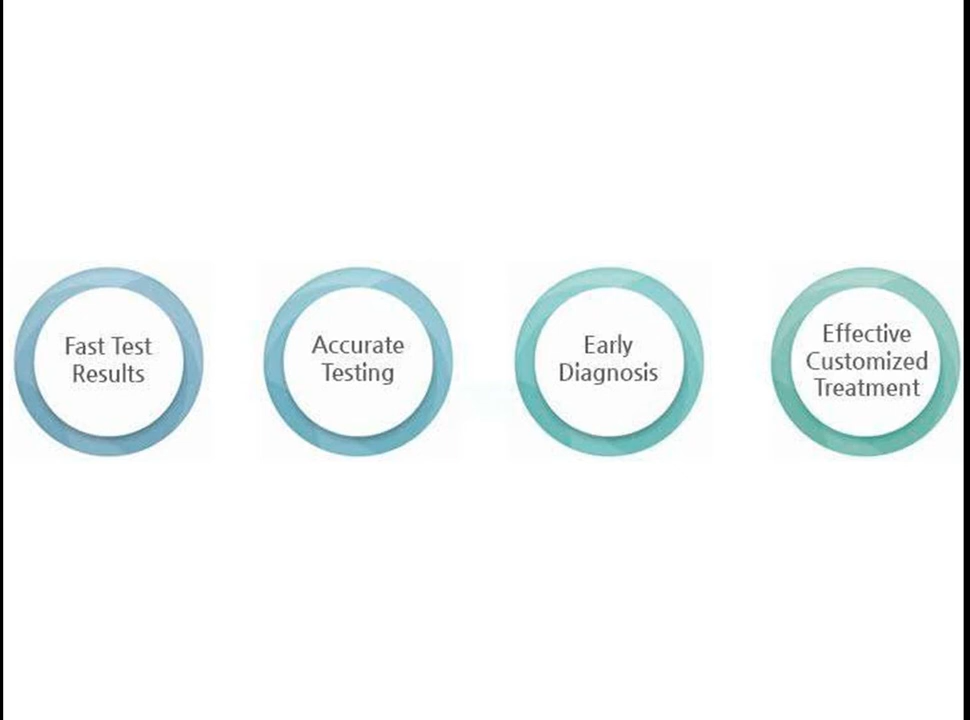 Fast Test
Results
Accurate
Testing
Early
Diagnosis
Effective
Customized
Treatment